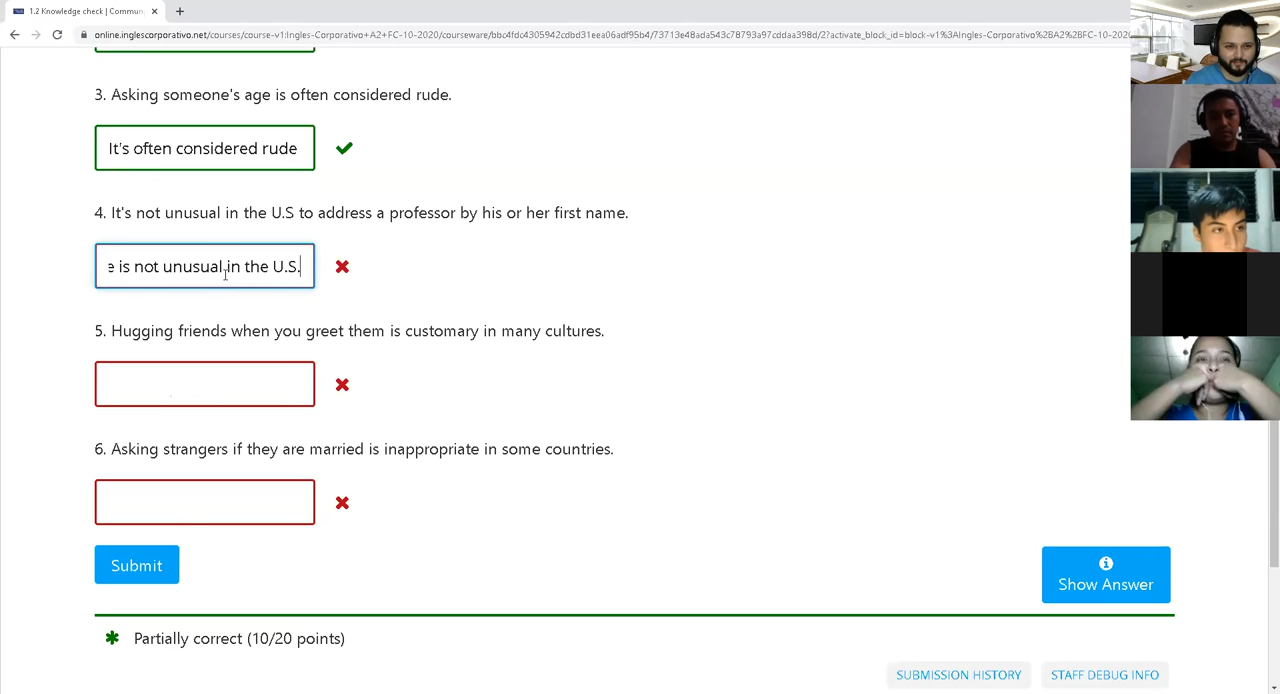 1.2 Knowledge check | Commun
online.inglescorporativo.net/courses/course-v1:Ingles-Corporativo+A2+FC-10-2020/courseware/bbc4fdc4305942cdbd31eea06adf95b4/73713e48ada543c78793a97cddaa398d/2?activate_block_id=block-v1%3AIngles-Corporativo%2BA2%2BFC-10-2020%
3. Asking someone's age is often considered rude.
It's often considered rude
4. It's not unusual in the U.S to address a professor by his or her first name.
e is not unusual in the U.S.
5. Hugging friends when you greet them is customary in many cultures.
6. Asking strangers if they are married is inappropriate in some countries.
Submit
Show Answer
Partially correct (10/20 points)
SUBMISSION HISTORY
STAFF DEBUG INFO